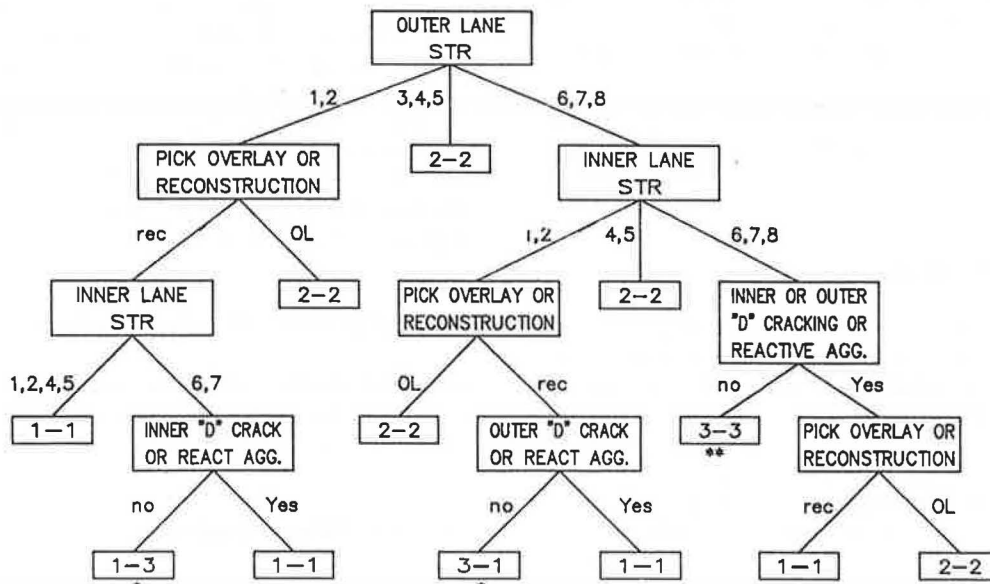 OUTER LANE
STR
1,2
3,4,5
6,7,8
PICK OVERLAY OR
RECONSTRUCTION
2-2
INNER LANE
STR
rec
OL
1,2
4,5
6,7,8
INNER LANE
STR
2-2
PICK OVERLAY OR
RECONSTRUCTION
2-2
INNER OR OUTER
"D" CRACKING OR
REACTIVE AGG.
1,2,4,5
6,7
OL
rec
no
Yes
1-1
INNER "D" CRACK
OR REACT AGG.
2-2
OUTER "D" CRACK
OR REACT AGG.
3-3
**
PICK OVERLAY OR
RECONSTRUCTION
no
Yes
no
Yes
rec
OL
1-3
*
1-1
3-1
*
1-1
1-1
2-2